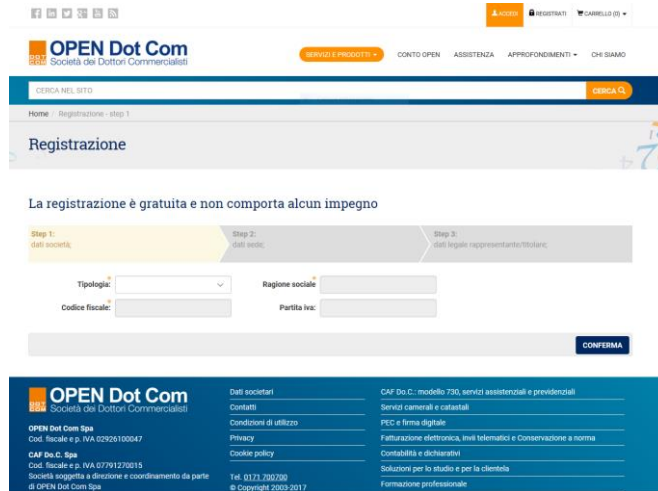 ACCEDI REGISTRATI CARRELLO (0)
OPEN Dot Com
Società dei Dottori Commercialisti
SERVIZI E PRODOTTI CONTO OPEN ASSISTENZA APPROFONDIMENTI CHI SIAMO
CERCA NEL SITO CERCA
Home / Registrazione - step 1
Registrazione
La registrazione è gratuita e non comporta alcun impegno
Step 1: Step 2: Step 3:
dati società; dati sede; dati legale rappresentante/titolare;
Tipologia:* Ragione sociale*
Codice fiscale:* Partita iva:
CONFERMA
OPEN Dot Com
Società dei Dottori Commercialisti
OPEN Dot Com Spa
Cod. fiscale e p. IVA 02926100047
CAF Do.C. Spa
Cod. fiscale e p. IVA 07791270015
Società soggetta a direzione e coordinamento da parte
di OPEN Dot Com Spa
Dati societari
Contatti
Condizioni di utilizzo
Privacy
Cookie policy
Tel. 0171 700700
© Copyright 2003-2017
CAF Do.C.: modello 730, servizi assistenziali e previdenziali
Servizi camerali e catastali
PEC e firma digitale
Fatturazione elettronica, invii telematici e Conservazione a norma
Contabilità e dichiarativi
Soluzioni per lo studio e per la clientela
Formazione professionale